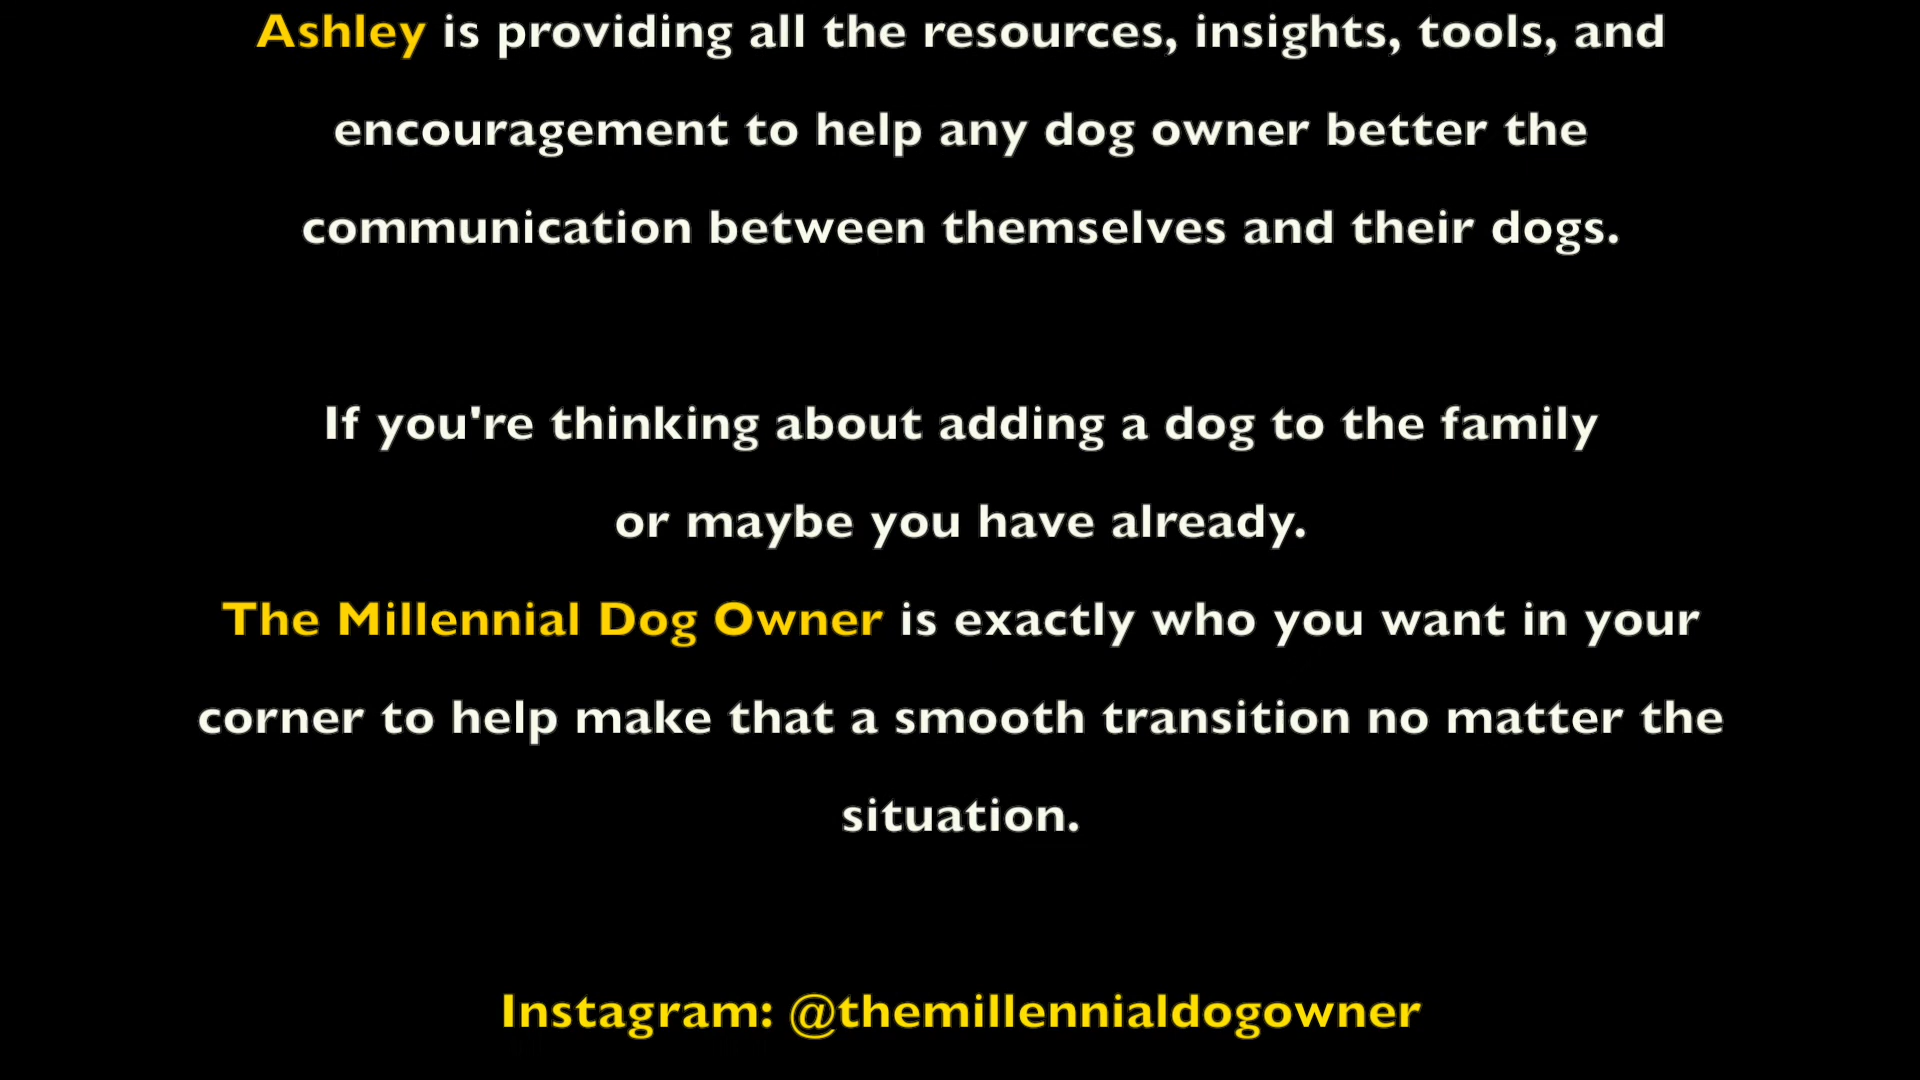 Ashley is providing all the resources, insights, tools, and
encouragement to help any dog owner better the
communication between themselves and their dogs.
If you're thinking about adding a dog to the family
or maybe you have already.
The Millennial Dog Owner is exactly who you want in your
corner to help make that a smooth transition no matter the
situation.
Instagram: @themillennialdogowner